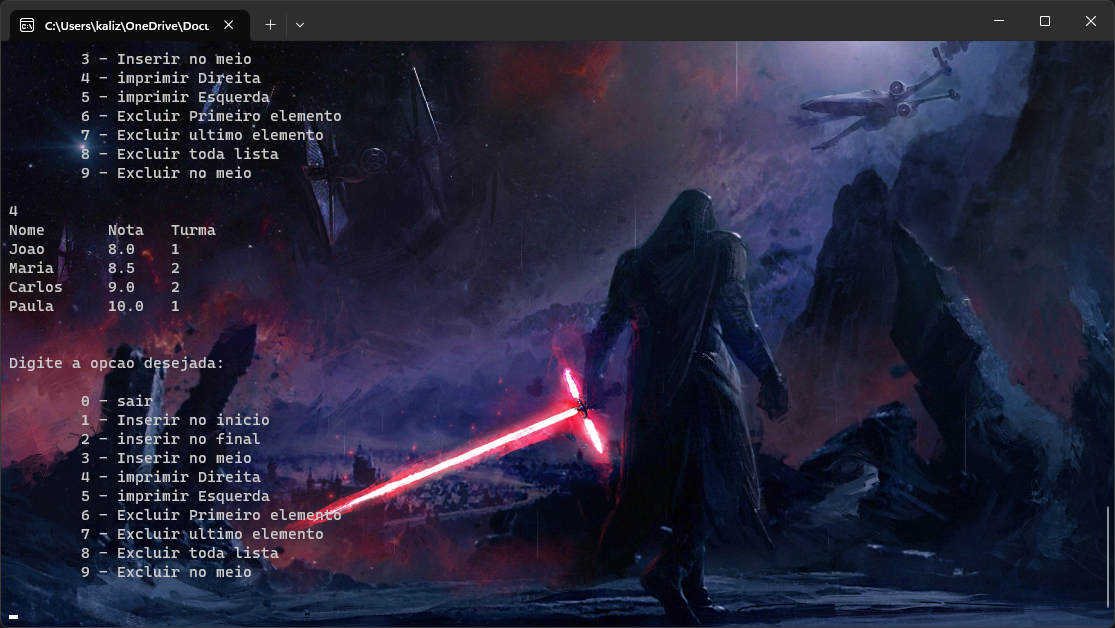 C:\Users\kaliz\OneDrive\Docu
3 - Inserir no meio
4 - imprimir Direita
5 - imprimir Esquerda
6 - Excluir Primeiro elemento
7 - Excluir ultimo elemento
8 - Excluir toda lista
9 - Excluir no meio
4
Nome Nota Turma
Joao 8.0 1
Maria 8.5 2
Carlos 9.0 2
Paula 10.0 1
Digite a opcao desejada:
0 - sair
1 - Inserir no inicio
2 - inserir no final
3 - Inserir no meio
4 - imprimir Direita
5 - imprimir Esquerda
6 - Excluir Primeiro elemento
7 - Excluir ultimo elemento
8 - Excluir toda lista
9 - Excluir no meio